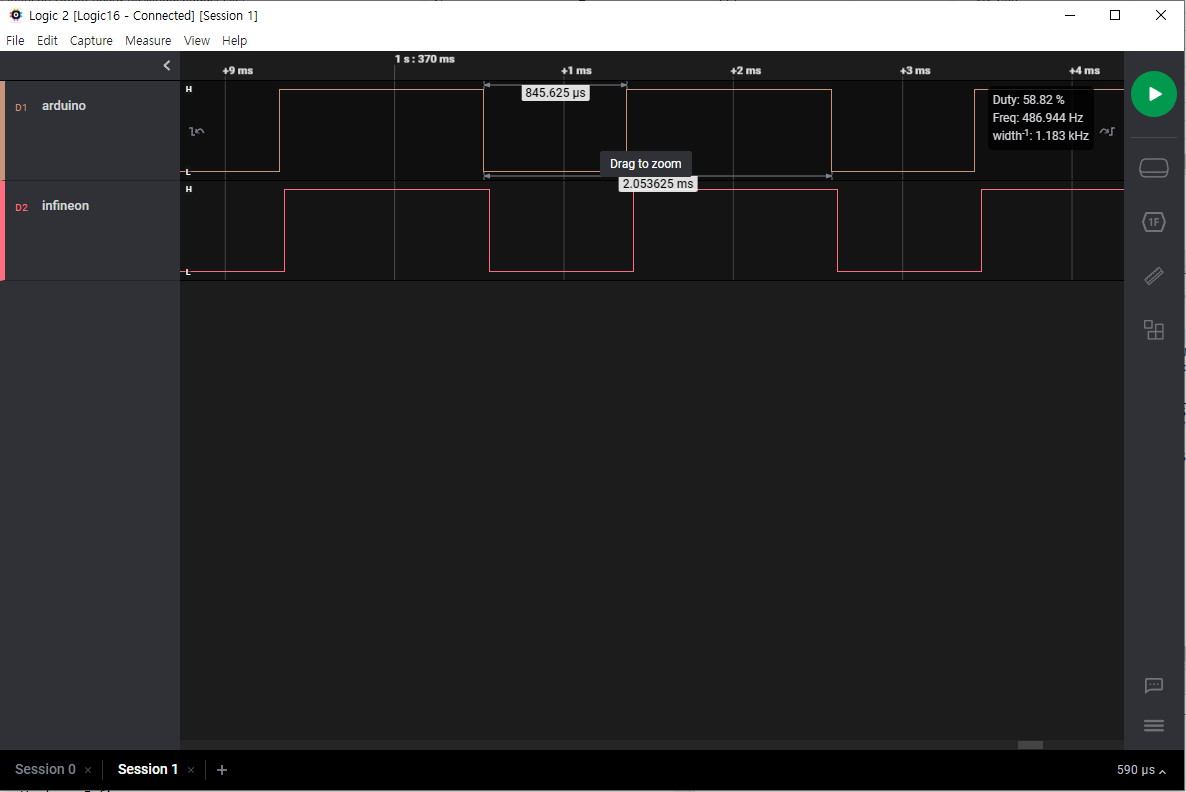 Logic 2 [Logic16 - Connected] [Session 1]
File Edit Capture Measure View Help
1 s : 370 ms
+9 ms +1 ms +2 ms +3 ms +4 ms
D1 arduino
H
L
845.625 µs
Duty: 58.82 %
Freq: 486.944 Hz
width-1: 1.183 kHz
Drag to zoom
2.053625 ms
D2 infineon
H
L
1F
Session 0 × Session 1 × +
590 µs